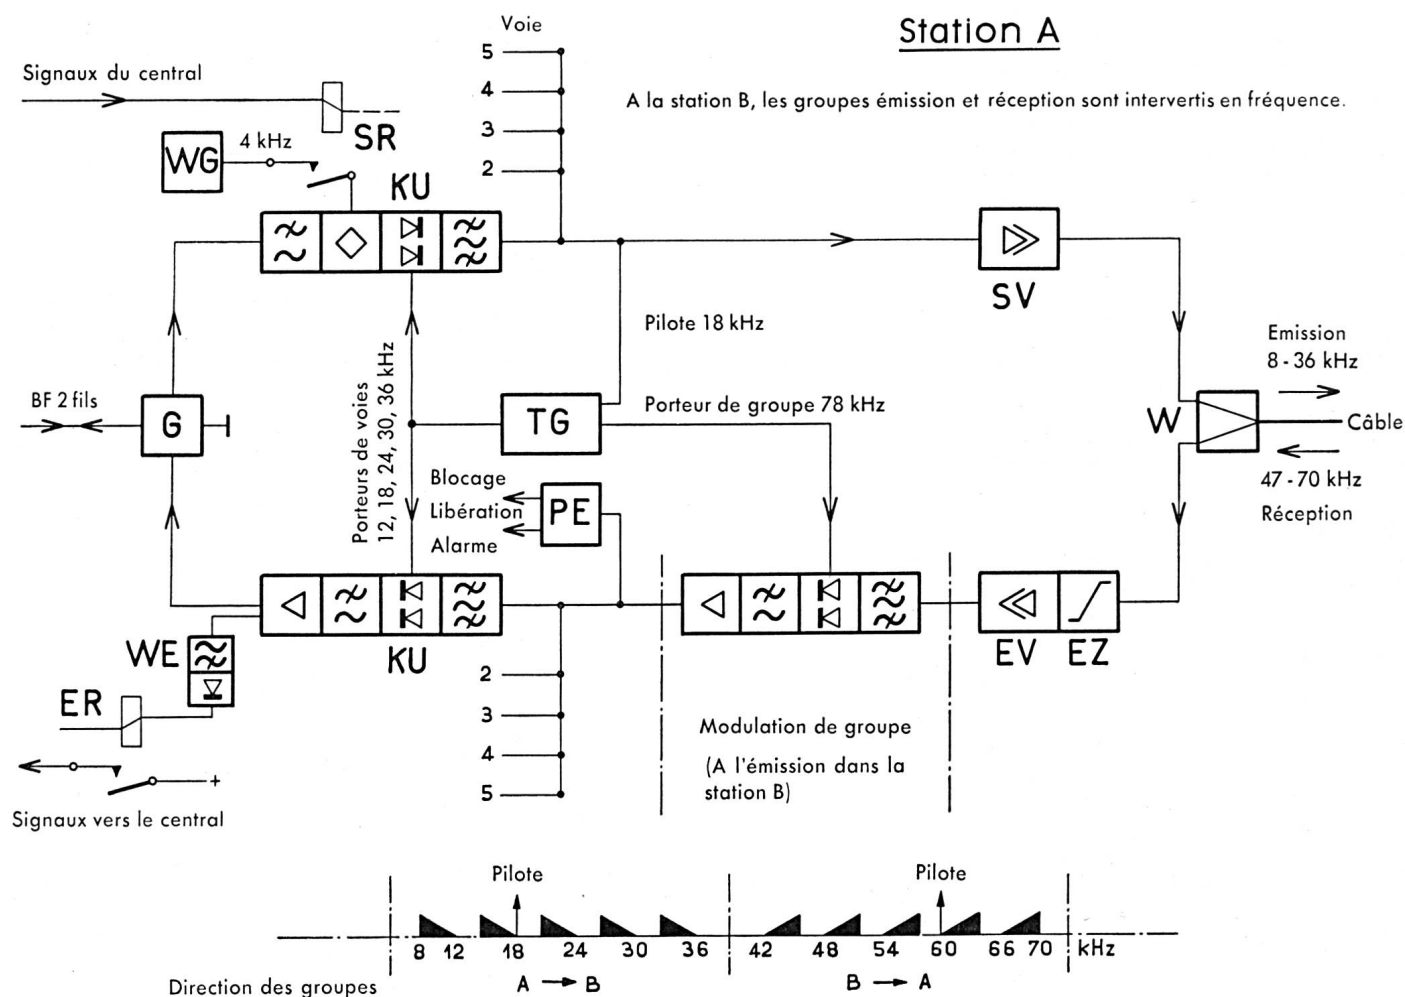 Station A
Voie
5
4
3
2
Signaux du central
A la station B, les groupes émission et réception sont intervertis en fréquence.
SR
4 kHz
WG
KU
SV
Pilote 18 kHz
Emission
8 - 36 kHz
BF 2 fils
G
Porteurs de voies
12, 18, 24, 30, 36 kHz
TG
Porteur de groupe 78 kHz
W
Câble
47 - 70 kHz
Réception
Blocage
Libération
Alarme
PE
WE
KU
EV
EZ
ER
2
3
4
5
+
Signaux vers le central
Modulation de groupe
(A l'émission dans la
station B)
Pilote
Pilote
8 12 18 24 30 36 42 48 54 60 66 70 kHz
Direction des groupes
A B
B A